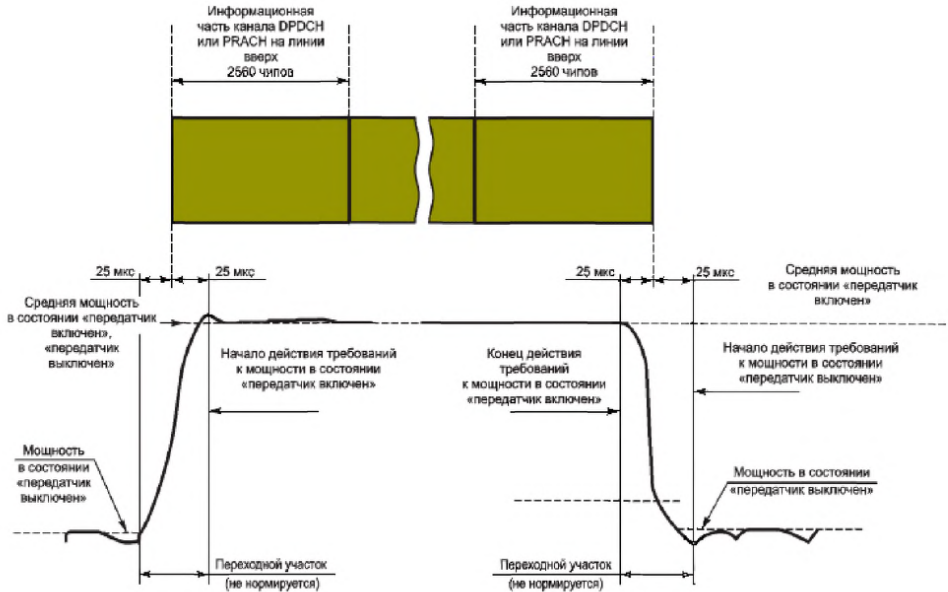 Информационная
часть канала DPDCH
или PRACH на линии
вверх
2560 чипов
Информационная
часть канала DPDCH
или PRACH на линии
вверх
2560 чипов
25 мкс
25 мкс
25 мкс
25 мкс
Средняя мощность
в состоянии «передатчик
включен»,
«передатчик
выключен»
Средняя мощность
в состоянии «передатчик
включен»
Начало действия требований
к мощности в состоянии
«передатчик включен»
Конец действия
требований
к мощности в состоянии
«передатчик включен»
Начало действия требований
к мощности в состоянии
«передатчик выключен»
Мощность
в состоянии
«передатчик
выключен»
Мощность в состоянии
«передатчик выключен»
Переходной участок
(не нормируется)
Переходной участок
(не нормируется)